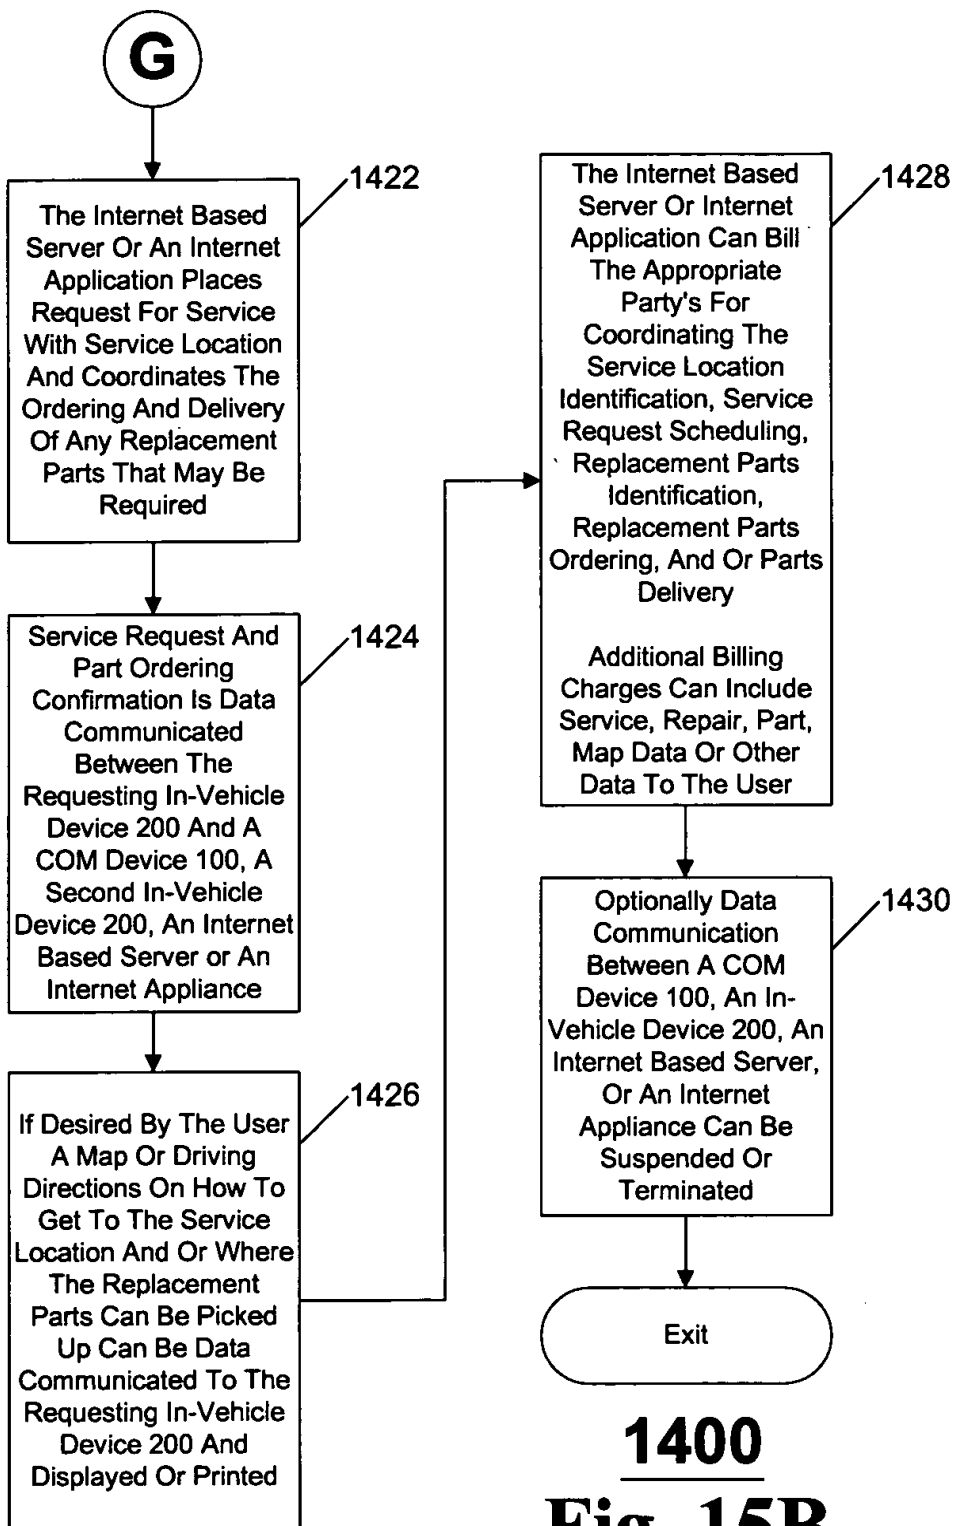 G
1422
The Internet Based
Server Or An Internet
Application Places
Request For Service
With Service Location
And Coordinates The
Ordering And Delivery
Of Any Replacement
Parts That May Be
Required
1424
Service Request And
Part Ordering
Confirmation Is Data
Communicated
Between The
Requesting In-Vehicle
Device 200 And A
COM Device 100, A
Second In-Vehicle
Device 200, An Internet
Based Server or An
Internet Appliance
1426
If Desired By The User
A Map Or Driving
Directions On How To
Get To The Service
Location And Or Where
The Replacement
Parts Can Be Picked
Up Can Be Data
Communicated To The
Requesting In-Vehicle
Device 200 And
Displayed Or Printed
1428
The Internet Based
Server Or Internet
Application Can Bill
The Appropriate
Party's For
Coordinating The
Service Location
Identification, Service
Request Scheduling,
Replacement Parts
Identification,
Replacement Parts
Ordering, And Or Parts
Delivery
Additional Billing
Charges Can Include
Service, Repair, Part,
Map Data Or Other
Data To The User
1430
Optionally Data
Communication
Between A COM
Device 100, An In-
Vehicle Device 200, An
Internet Based Server,
Or An Internet
Appliance Can Be
Suspended Or
Terminated
Exit
1400
Fig. 15B